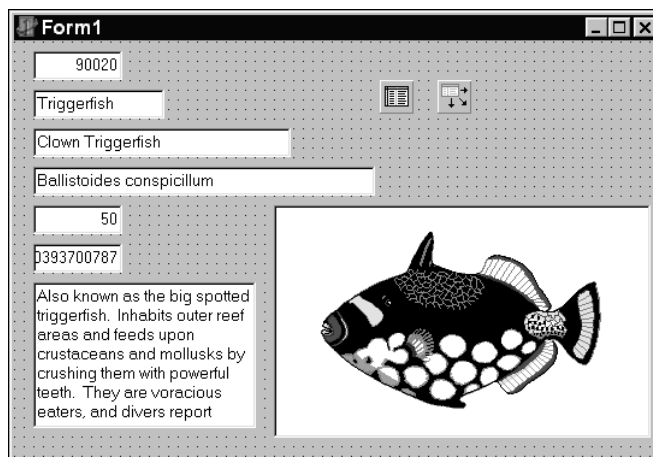 Form1
90020
Triggerfish
Clown Triggerfish
Ballistoides conspicillum
50
0393700787
Also known as the big spotted
triggerfish. Inhabits outer reef
areas and feeds upon
crustaceans and mollusks by
crushing them with powerful
teeth. They are voracious
eaters, and divers report